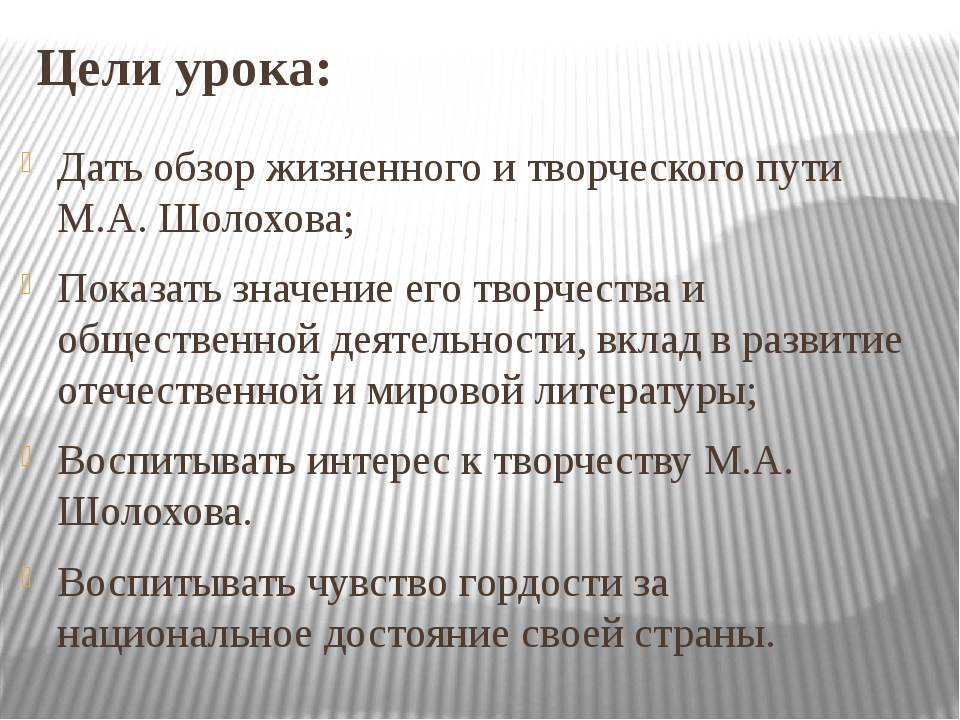 Цели урока:
Дать обзор жизненного и творческого пути
М.А. Шолохова;
Показать значение его творчества и
общественной деятельности, вклад в развитие
отечественной и мировой литературы;
Воспитывать интерес к творчеству М.А.
Шолохова.
Воспитывать чувство гордости за
национальное достояние своей страны.